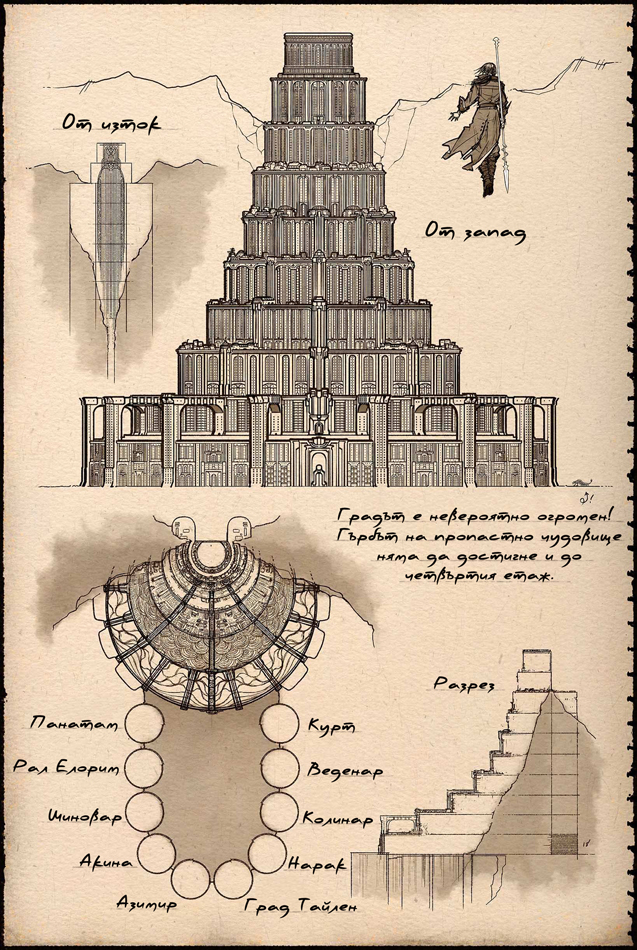 От изток
От запад
Градът е невероятно огромен!
Гърбът на пропастно чудовище
няма да достигне и до
четвъртия етаж.
Разрез
Панатам
Курт
Рал Елорим
Веденар
Шиновар
Колинар
Акина
Нарак
Азимир
Град Тайлен